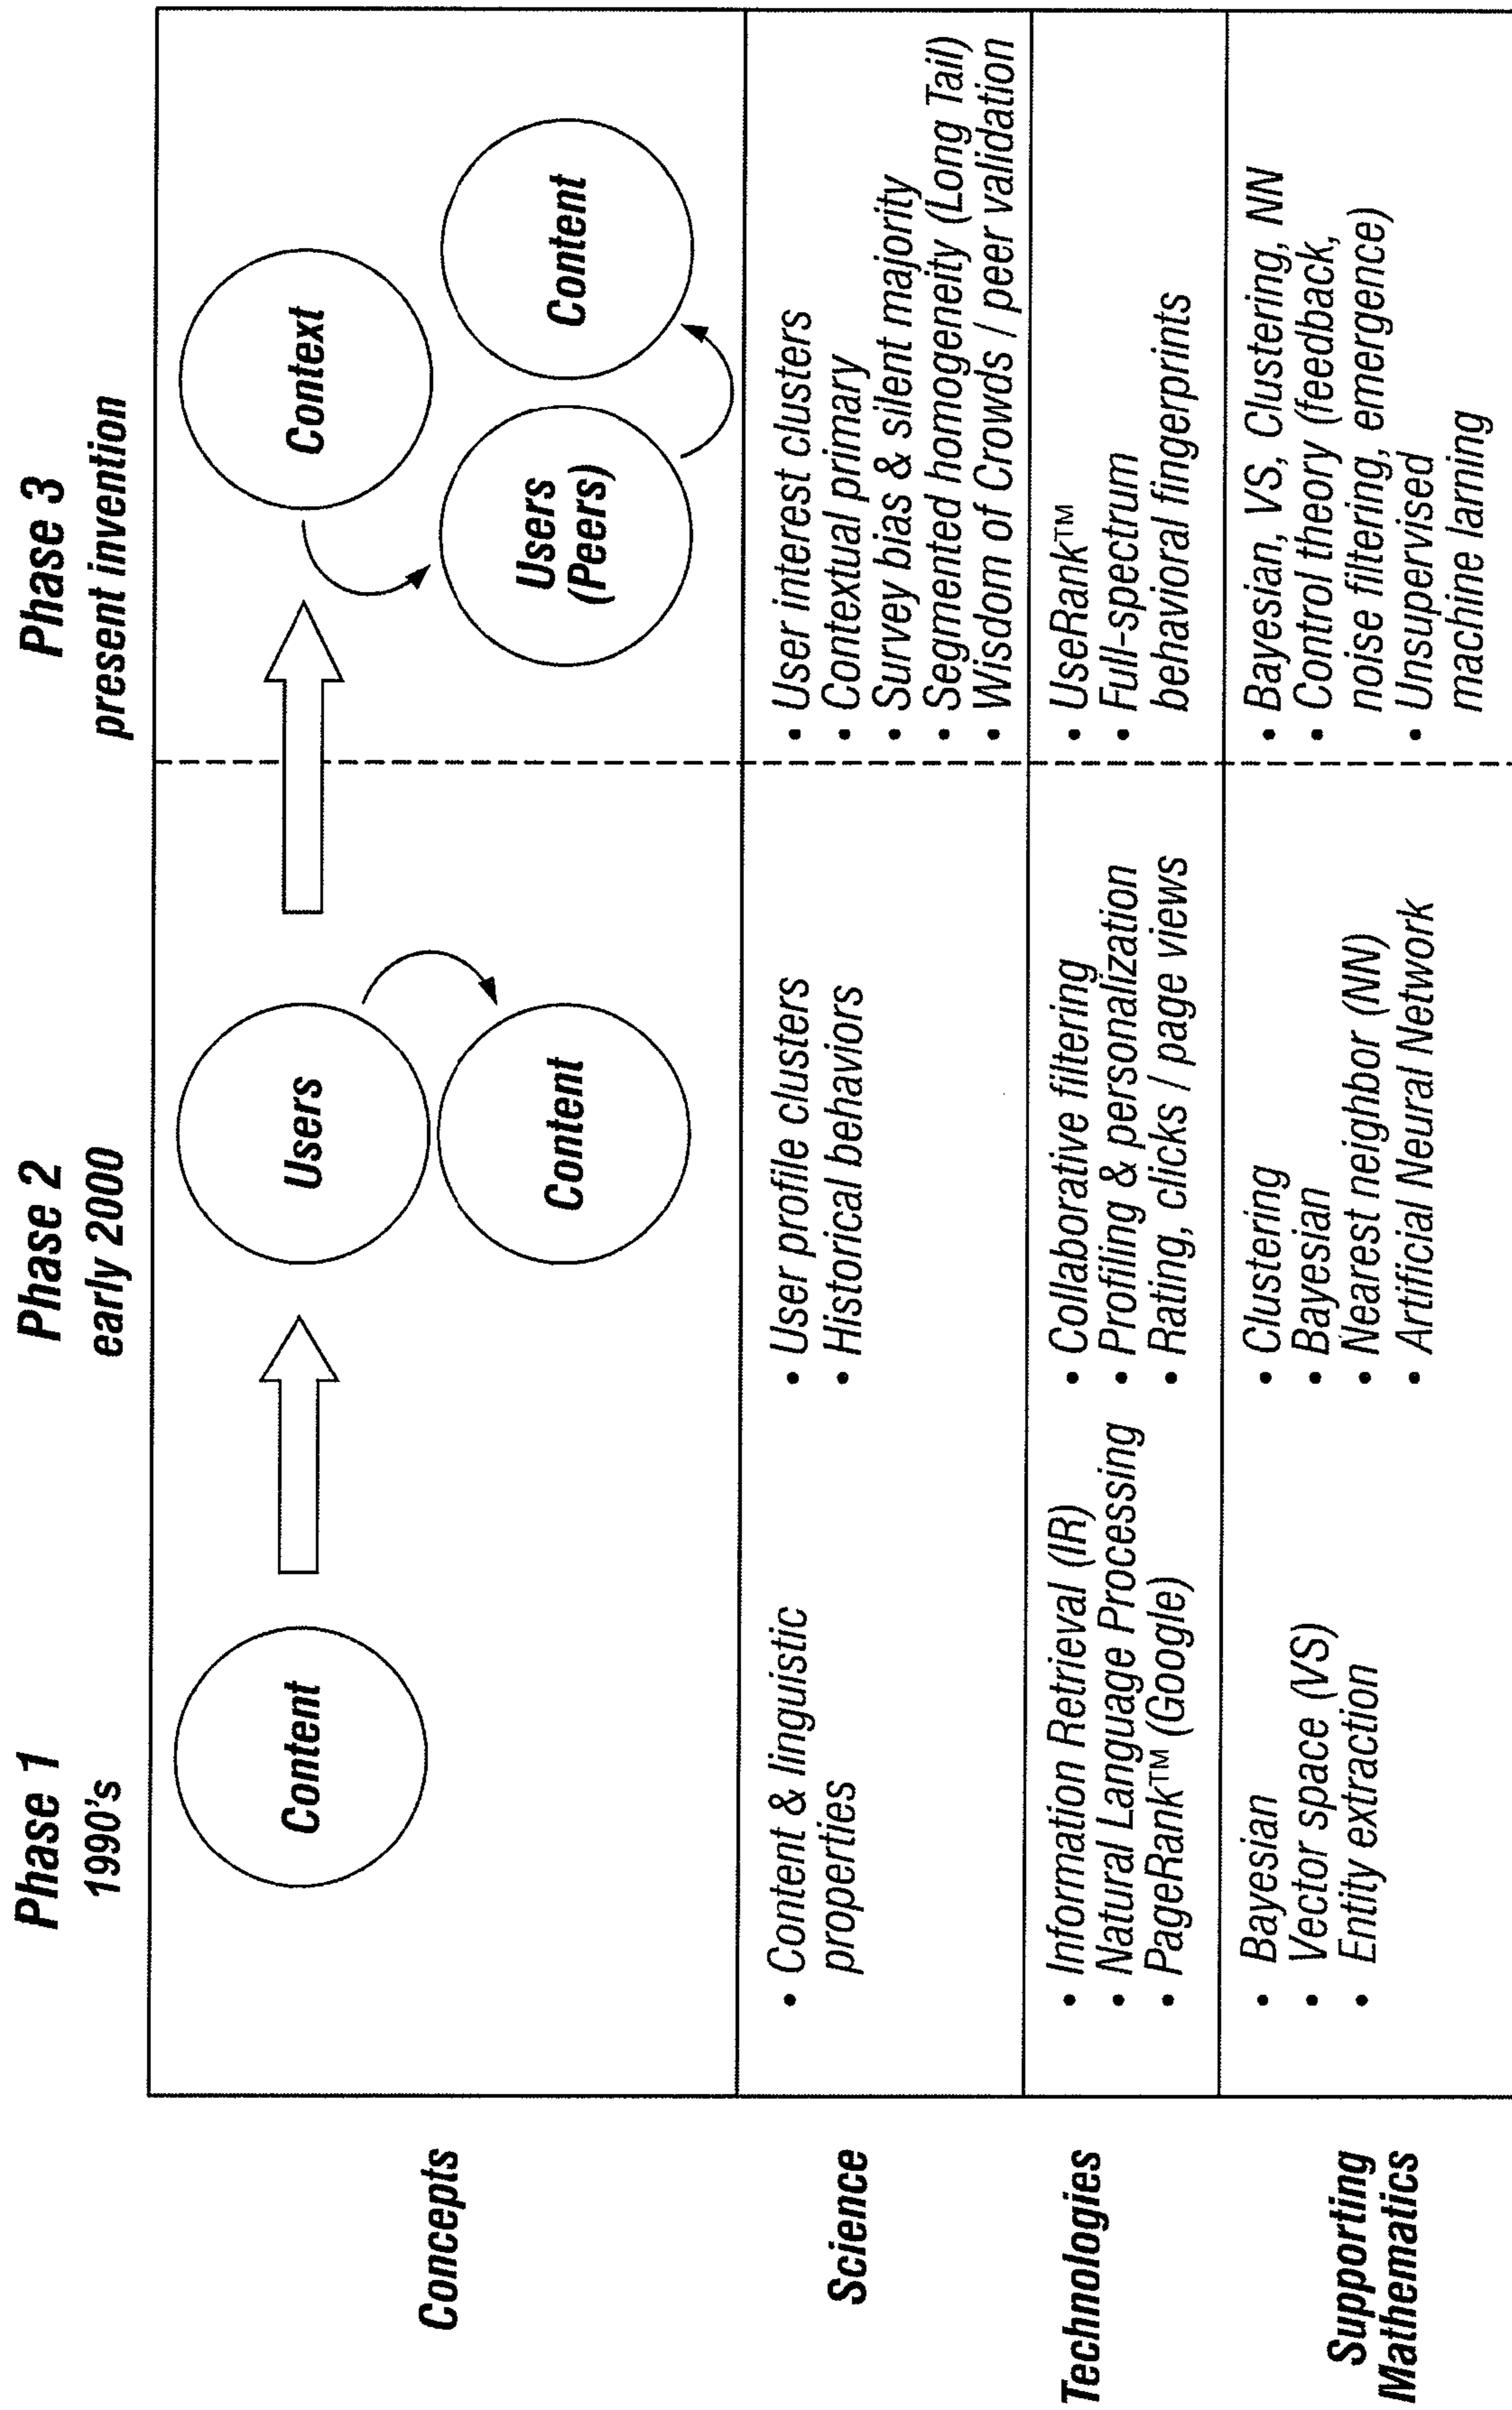 Phase 1
1990's
Phase 2
early 2000
Phase 3
present invention
Concepts
Content
Users
Content
Context
Users
(Peers)
Content
Science
• Content & linguistic
properties
• User profile clusters
• Historical behaviors
• User interest clusters
• Contextual primary
• Survey bias & silent majority
• Segmented homogeneity (Long Tail)
• Wisdom of Crowds / peer validation
Technologies
• Information Retrieval (IR)
• Natural Language Processing
• PageRank™ (Google)
• Collaborative filtering
• Profiling & personalization
• Rating, clicks / page views
• UseRank™
• Full-spectrum
behavioral fingerprints
Supporting
Mathematics
• Bayesian
• Vector space (VS)
• Entity extraction
• Clustering
• Bayesian
• Nearest neighbor (NN)
• Artificial Neural Network
• Bayesian, VS, Clustering, NN
• Control theory (feedback,
noise filtering, emergence)
• Unsupervised
machine larning